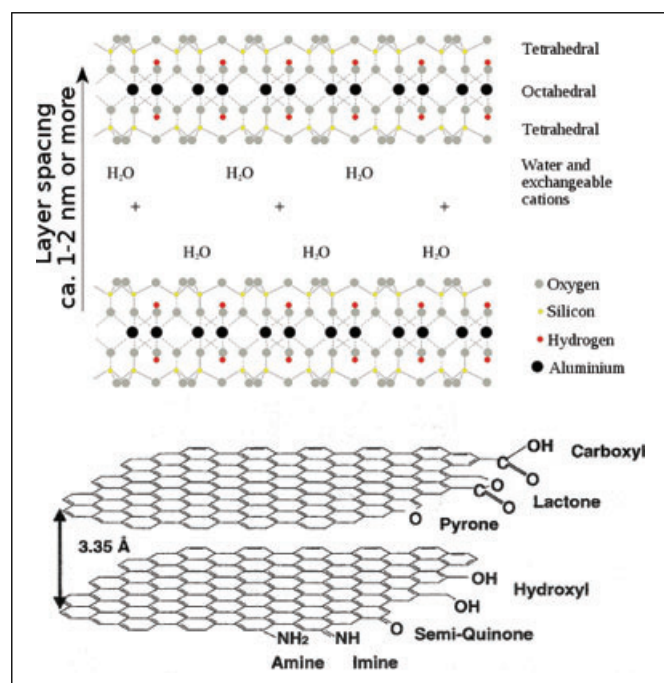 Tetrahedral
Octahedral
Tetrahedral
Layer spacing
ca. 1-2 nm or more
H₂O H₂O H₂O
Water and
exchangeable
cations
+ + +
H₂O H₂O H₂O
Oxygen
Silicon
Hydrogen
Aluminium
OH
C
O
Carboxyl
O
C
O
Lactone
O
Pyrone
3.35 Å
OH
Hydroxyl
OH
O
Semi-Quinone
NH₂ NH
Amine Imine